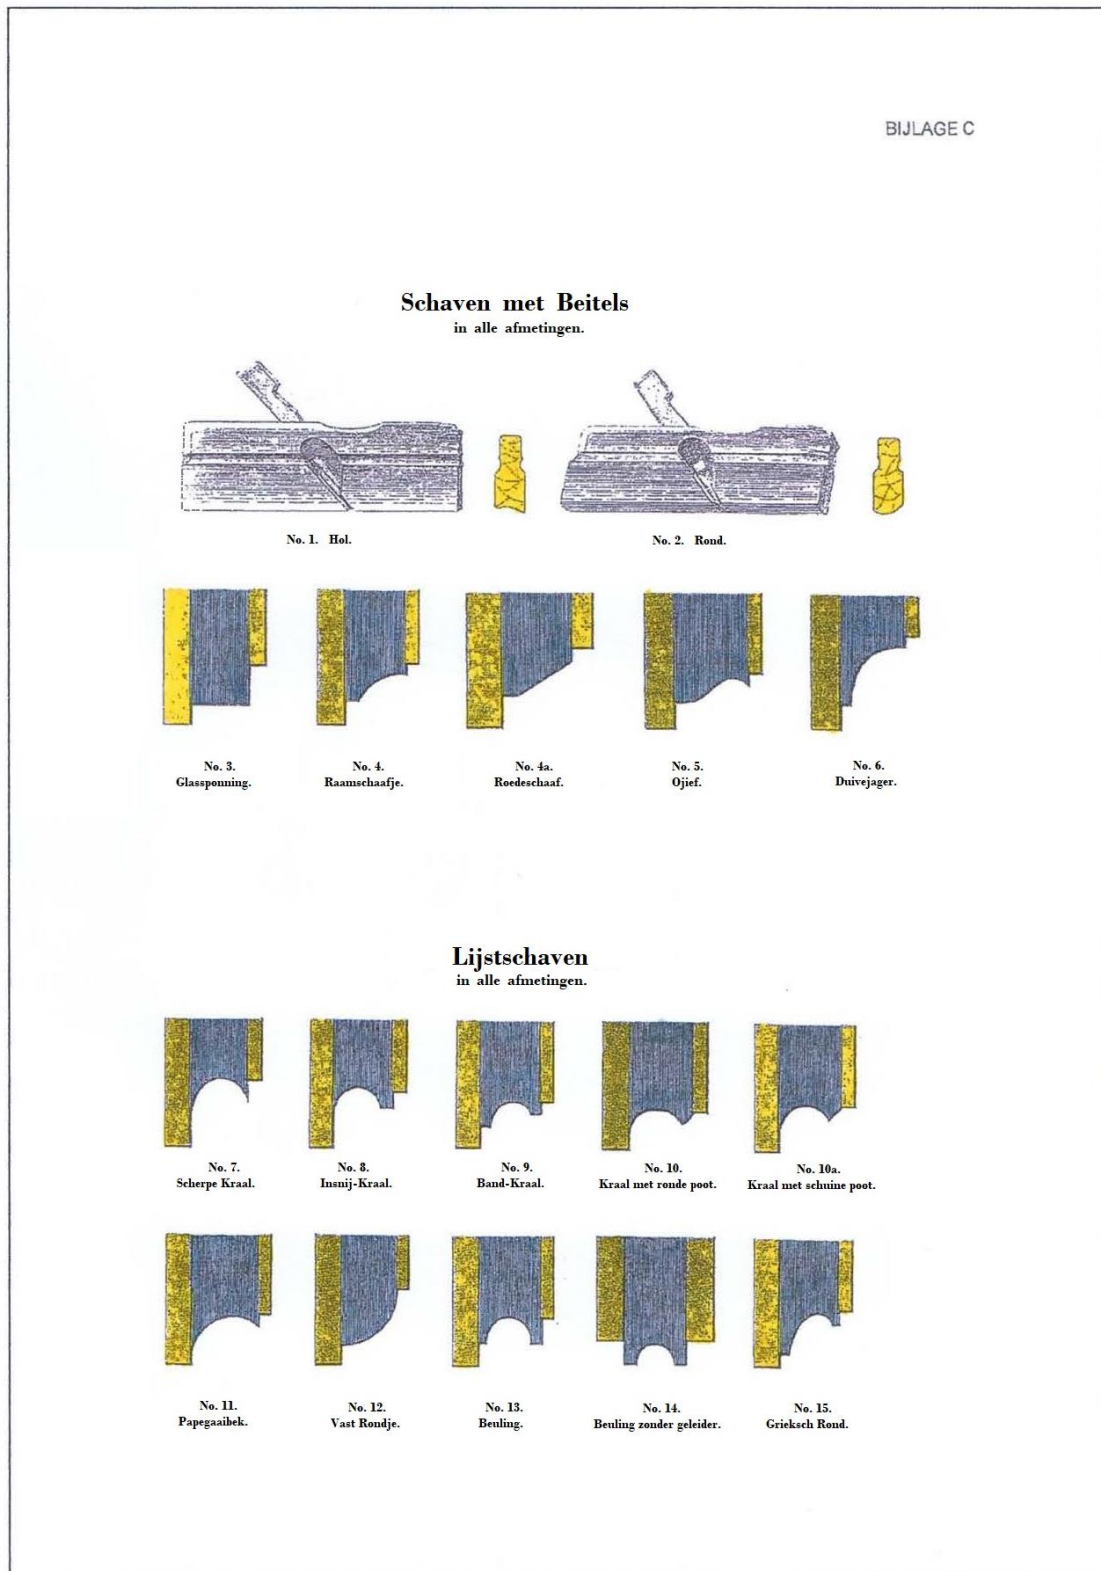 BIJLAGE C
Schaven met Beitels
in alle afmetingen.
No. 1. Hol.
No. 2. Rond.
No. 3.
Glassponning.
No. 4.
Raamschaafje.
No. 4a.
Roedeschaaf.
No. 5.
Ojief.
No. 6.
Duivejager.
Lijstschaven
in alle afmetingen.
No. 7.
Scherpe Kraal.
No. 8.
Insnij-Kraal.
No. 9.
Band-Kraal.
No. 10.
Kraal met ronde poot.
No. 10a.
Kraal met schuine poot.
No. 11.
Papegaaibek.
No. 12.
Vast Rondje.
No. 13.
Beuling.
No. 14.
Beuling zonder geleider.
No. 15.
Grieksch Rond.